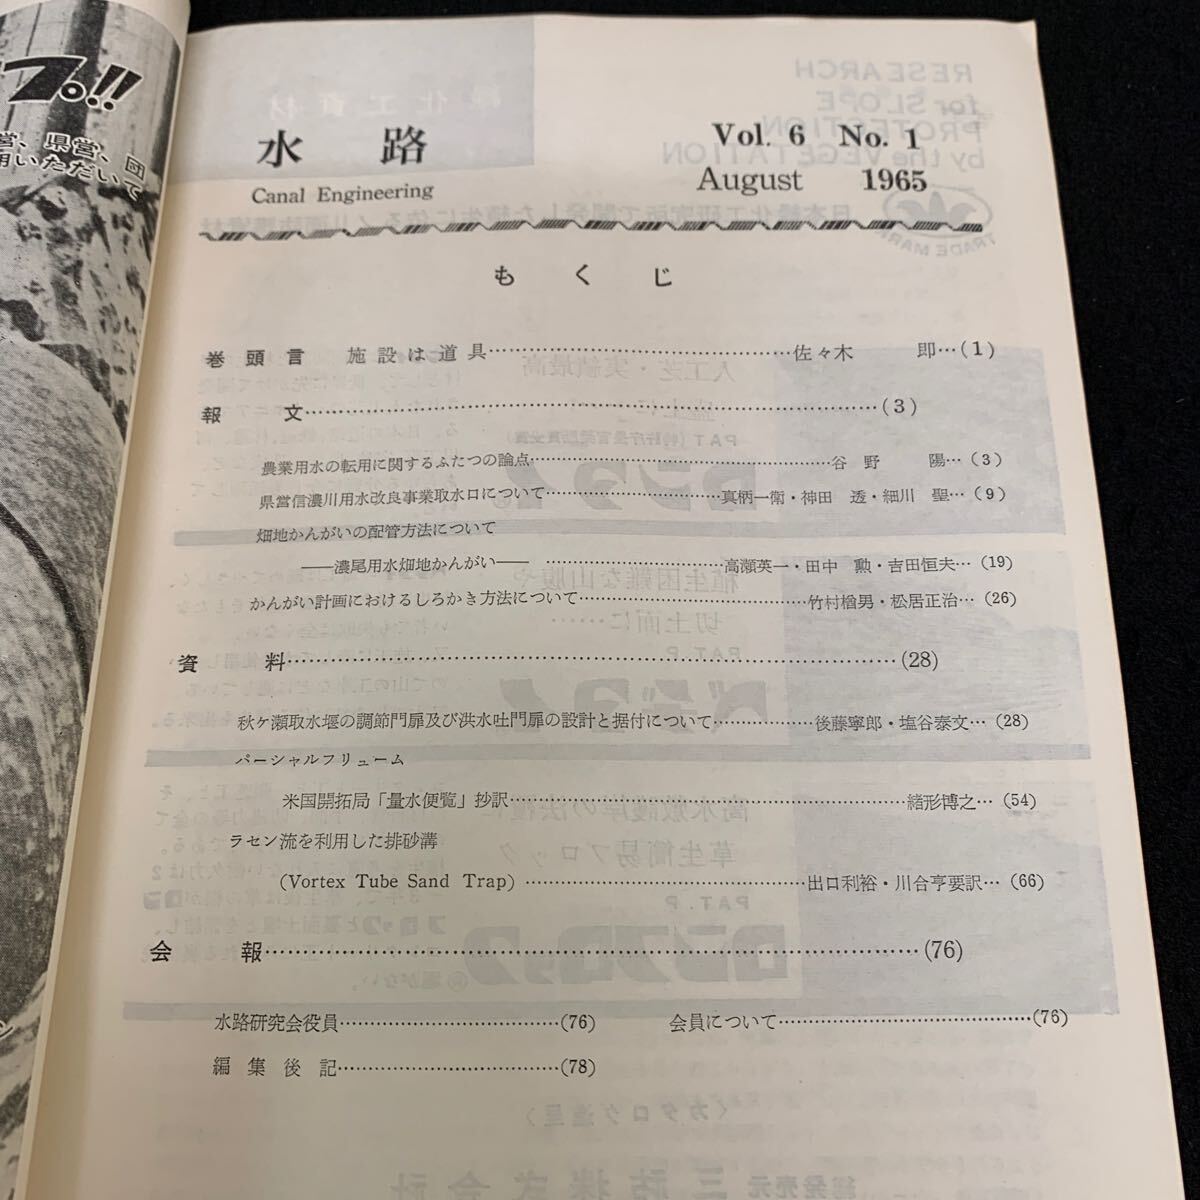 プ!!
営、県営、団
用いただいて
水路
Canal Engineering
Vol. 6 No. 1
August 1965
もくじ
巻頭言 施設は道具…………………………………佐々木 即…(1)
報文……………………………………………………………(3)
農業用水の転用に関するふたつの論点…………………………………谷野 陽…(3)
県営信濃川用水改良事業取水口について…………………真柄一衛・神田 透・細川 聖…(9)
畑地かんがいの配管方法について
――濃尾用水畑地かんがい―― …………………高瀬英一・田中 勲・吉田恒夫…(19)
かんがい計画におけるしろかき方法について…………………………竹村楢男・松居正治…(26)
資料……………………………………………………………(28)
秋ケ瀬取水堰の調節門扉及び洪水吐門扉の設計と据付について…………後藤寧郎・塩谷泰文…(28)
パーシャルフリューム
米国開拓局「量水便覧」抄訳…………………………………………緒形博之…(54)
ラセン流を利用した排砂溝
(Vortex Tube Sand Trap) ……………………………出口利裕・川合亨要訳…(66)
会報……………………………………………………………(76)
水路研究会役員………………………………(76)
会員について…………………………………(76)
編集後記………………………………(78)